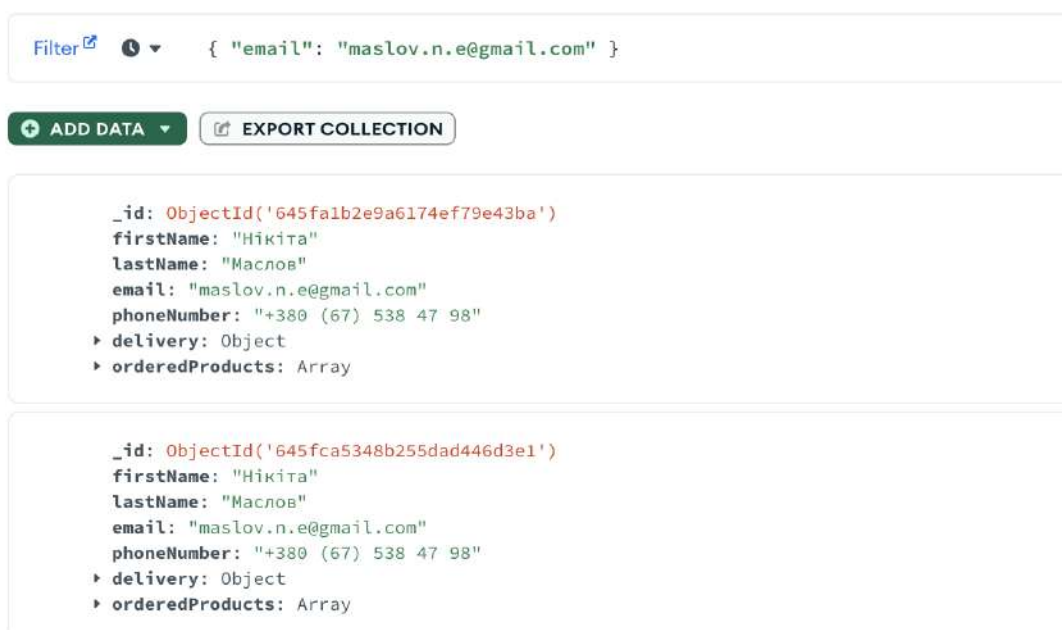 Filter { "email": "maslov.n.e@gmail.com" }
ADD DATA EXPORT COLLECTION
_id: ObjectId('645fa1b2e9a6174ef79e43ba')
firstName: "Нікіта"
lastName: "Маслов"
email: "maslov.n.e@gmail.com"
phoneNumber: "+380 (67) 538 47 98"
delivery: Object
orderedProducts: Array
_id: ObjectId('645fca5348b255dad446d3e1')
firstName: "Нікіта"
lastName: "Маслов"
email: "maslov.n.e@gmail.com"
phoneNumber: "+380 (67) 538 47 98"
delivery: Object
orderedProducts: Array